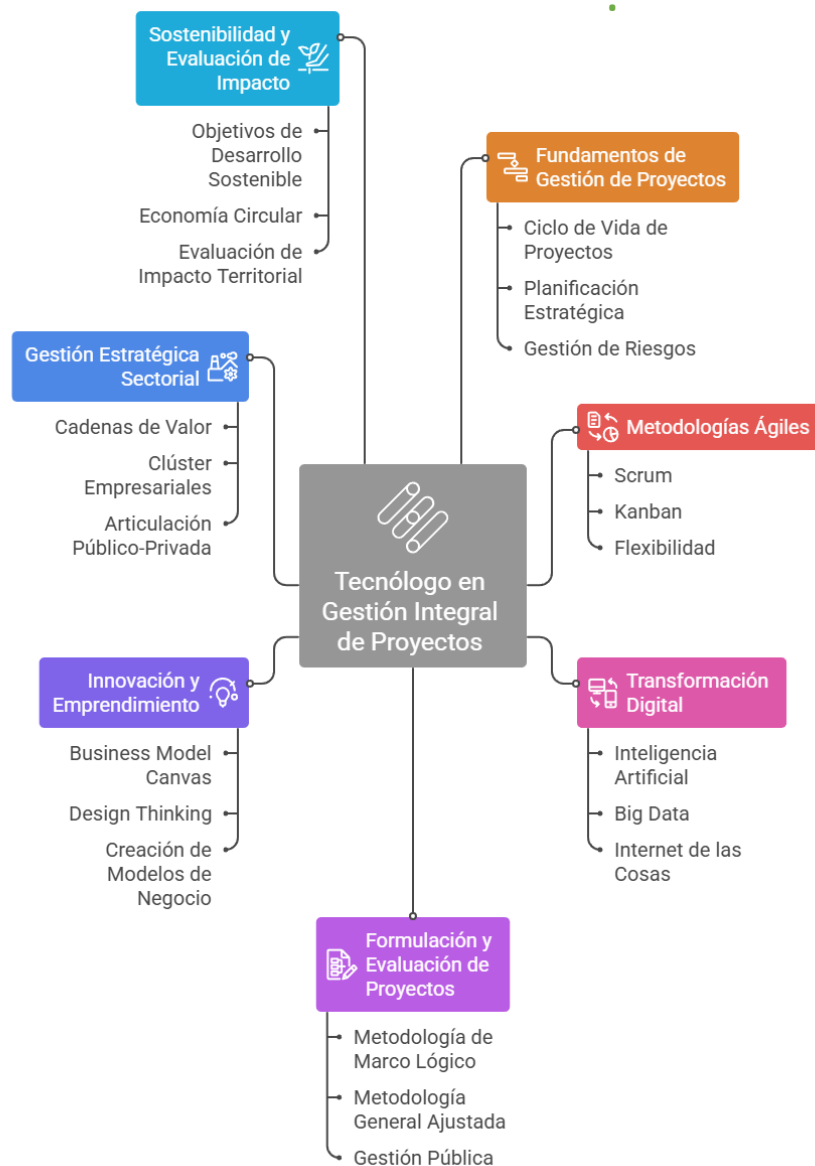 Sostenibilidad y
Evaluación de
Impacto
Objetivos de
Desarrollo
Sostenible
Economía Circular
Evaluación de
Impacto Territorial
Fundamentos de
Gestión de Proyectos
Ciclo de Vida de
Proyectos
Planificación
Estratégica
Gestión de Riesgos
Gestión Estratégica
Sectorial
Cadenas de Valor
Clúster
Empresariales
Articulación
Público-Privada
Metodologías Ágiles
Scrum
Kanban
Flexibilidad
Tecnólogo en
Gestión Integral
de Proyectos
Innovación y
Emprendimiento
Business Model
Canvas
Design Thinking
Creación de
Modelos de
Negocio
Transformación
Digital
Inteligencia
Artificial
Big Data
Internet de las
Cosas
Formulación y
Evaluación de
Proyectos
Metodología de
Marco Lógico
Metodología
General Ajustada
Gestión Pública